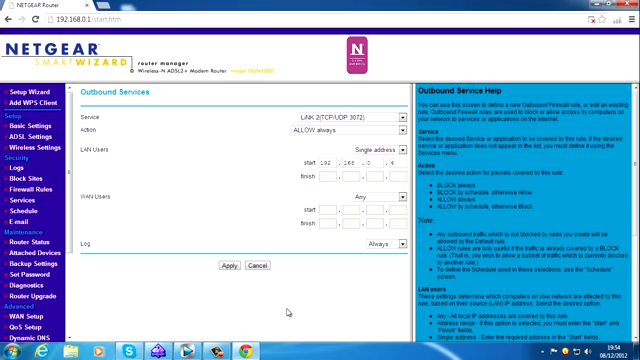 NETGEAR Router
192.168.0.1/start.htm
NETGEAR
SMARTWIZARD
router manager
Wireless-N ADSL2+ Modem Router
N
Setup Wizard
Add WPS Client
Setup
Basic Settings
ADSL Settings
Wireless Settings
Security
Logs
Block Sites
Firewall Rules
Services
Schedule
E-mail
Maintenance
Router Status
Attached Devices
Backup Settings
Set Password
Diagnostics
Router Upgrade
Advanced
WAN Setup
QoS Setup
Dynamic DNS
Outbound Services
Service LINK 2(TCP/UDP 3072)
Action ALLOW always
LAN Users Single address
start 192 . 168 . 0 . 4
finish . . .
WAN Users Any
start . . .
finish . . .
Log Always
Apply Cancel
Outbound Service Help
You can use this screen to define a new Outbound Firewall rule, or edit an existing
rule. Outbound Firewall rules are used to block or allow access by computers
on your network to services or applications on the internet.
Service
Select the desired Service or application to be covered by this rule. If the desired
service or application does not appear in the list, you must define it using the
Services menu.
Action
Select the desired action for packets covered by this rule:
BLOCK always
BLOCK by schedule, otherwise Allow
ALLOW always
ALLOW by schedule, otherwise Block
Note:
Any outbound traffic which is not blocked by rules you create will be
allowed by the Default rule.
ALLOW rules are only useful if the traffic is already covered by a BLOCK
rule. (That is, you wish to allow a subset of traffic which is currently blocked
by another rule.)
To define the Schedule used in these selections, use the "Schedule"
screen.
LAN users
These settings determine which computers on your network are affected by this
rule, based on their source (LAN) IP address. Select the desired option:
Any - All local IP addresses are covered by this rule.
Address range - If this option is selected, you must enter the "Start" and
"Finish" fields.
Single address - Enter the required address in the "Start" field.
19:54
08/12/2012